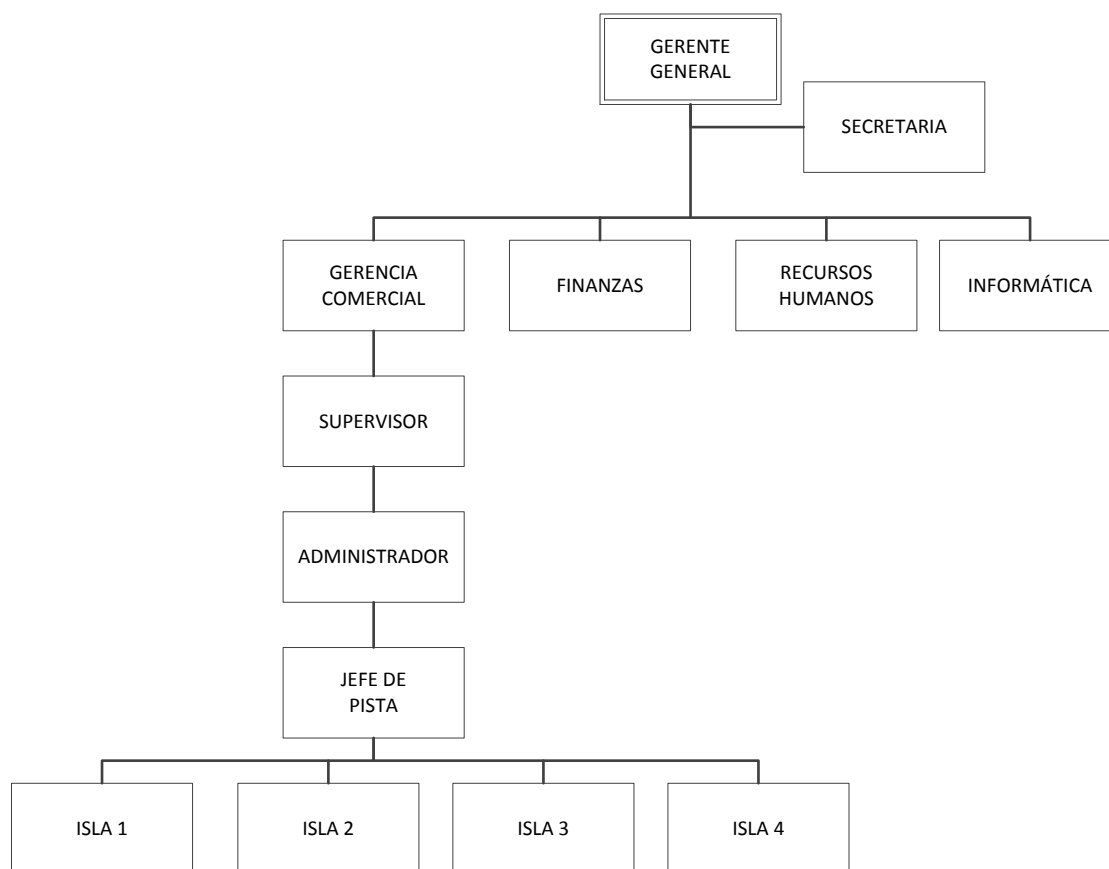 GERENTE
GENERAL
SECRETARIA
GERENCIA
COMERCIAL
FINANZAS
RECURSOS
HUMANOS
INFORMÁTICA
SUPERVISOR
ADMINISTRADOR
JEFE DE
PISTA
ISLA 1
ISLA 2
ISLA 3
ISLA 4